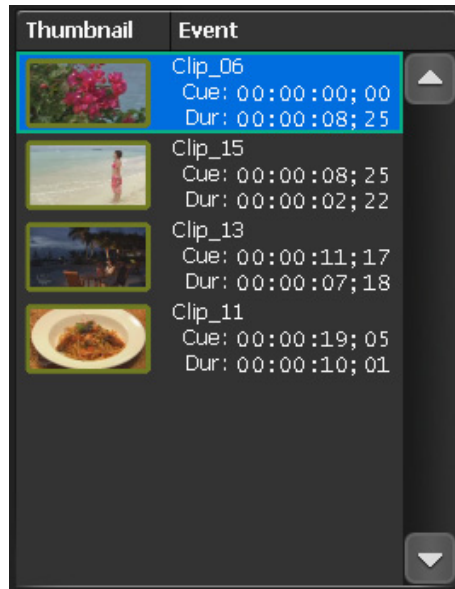 Thumbnail Event
Clip_06
Cue: 00:00:00;00
Dur: 00:00:08;25
Clip_15
Cue: 00:00:08;25
Dur: 00:00:02;22
Clip_13
Cue: 00:00:11;17
Dur: 00:00:07;18
Clip_11
Cue: 00:00:19;05
Dur: 00:00:10;01